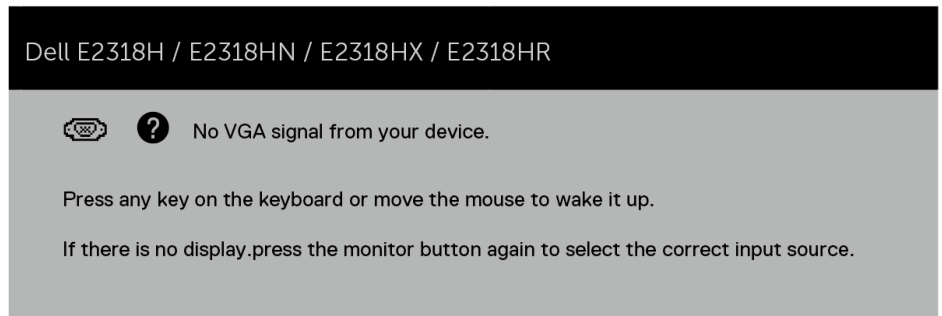 Dell E2318H / E2318HN / E2318HX / E2318HR
? No VGA signal from your device.
Press any key on the keyboard or move the mouse to wake it up.
If there is no display.press the monitor button again to select the correct input source.